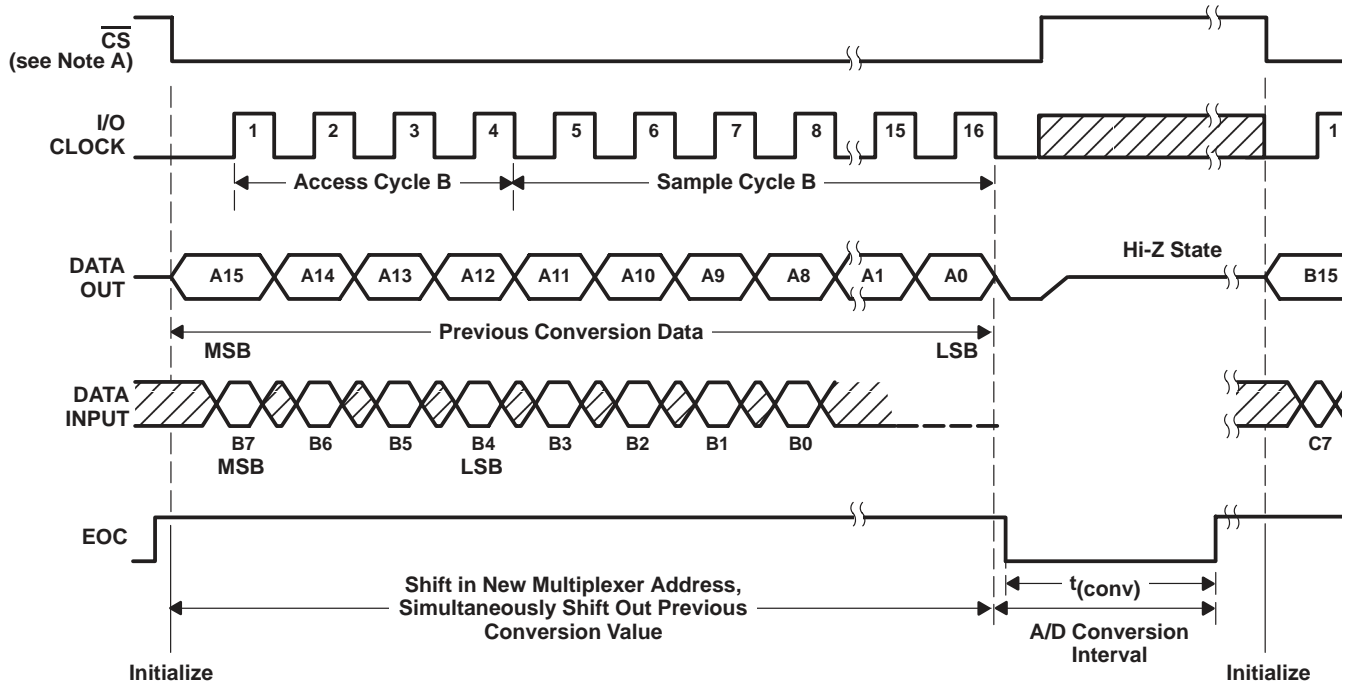 CS
(see Note A)
I/O
CLOCK
1 2 3 4 5 6 7 8 15 16 1
Access Cycle B Sample Cycle B
Hi-Z State
DATA
OUT
A15 A14 A13 A12 A11 A10 A9 A8 A1 A0 B15
Previous Conversion Data
MSB LSB
DATA
INPUT
B7 B6 B5 B4 B3 B2 B1 B0 C7
MSB LSB
EOC
Shift in New Multiplexer Address,
Simultaneously Shift Out Previous
Conversion Value
t(conv)
A/D Conversion
Interval
Initialize Initialize